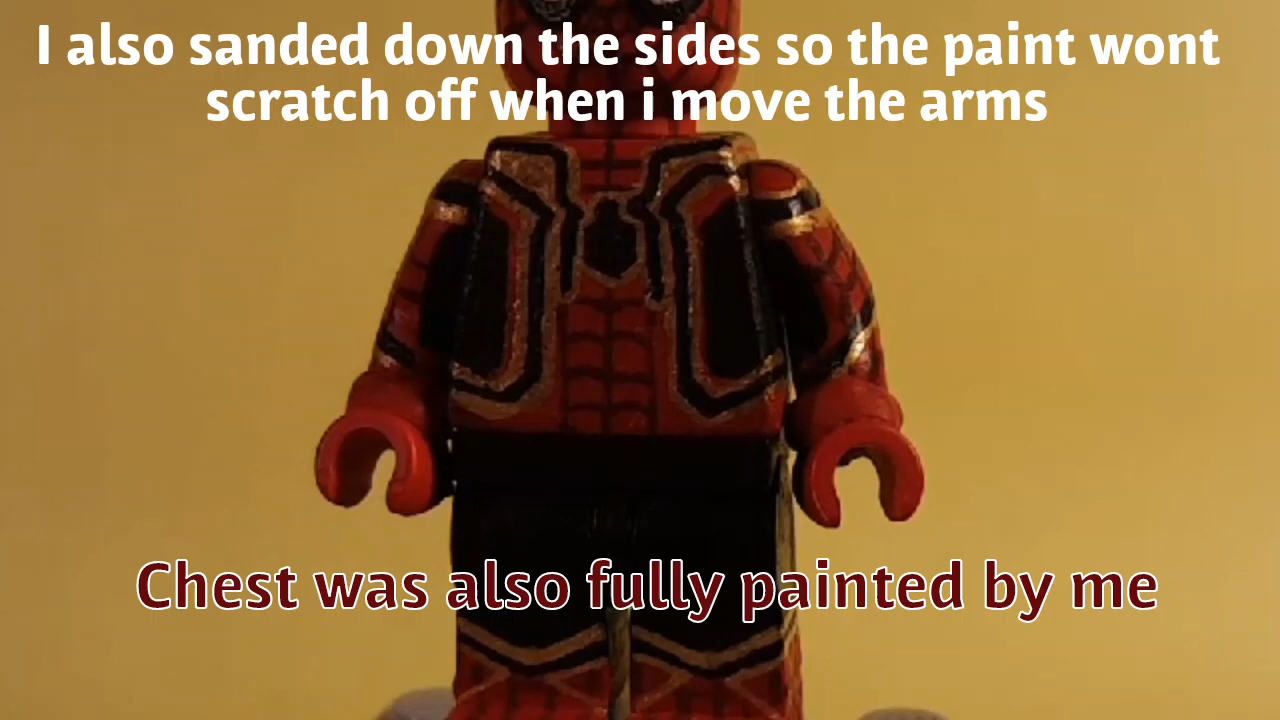 I also sanded down the sides so the paint wont
scratch off when i move the arms
Chest was also fully painted by me